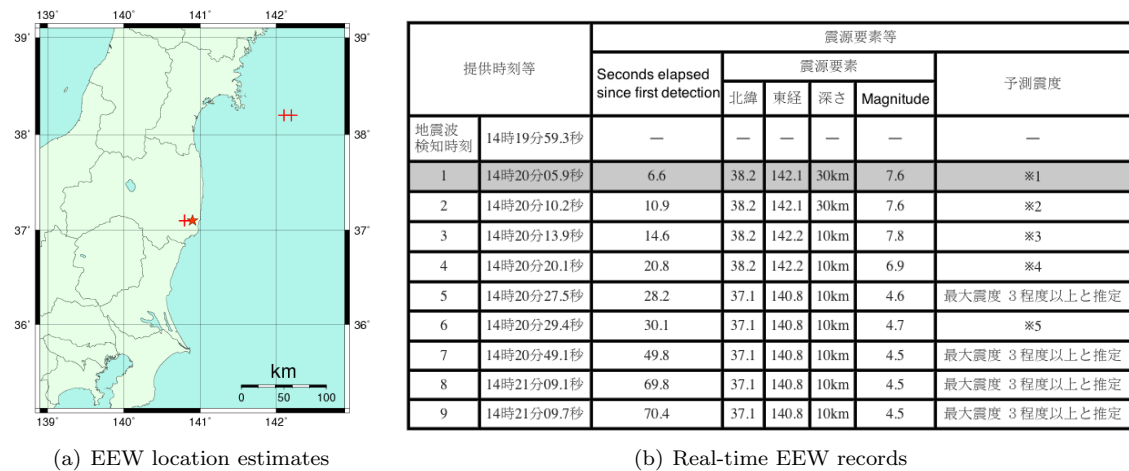 139° 140° 141° 142°
39°
38°
37°
36°
km
0 50 100
139° 140° 141° 142°
(a) EEW location estimates
提供時刻等
震源要素等
Seconds elapsed
since first detection
震源要素
予測震度
北緯 東経 深さ Magnitude
地震波
検知時刻 14時19分59.3秒 — — — — — —
1 14時20分05.9秒 6.6 38.2 142.1 30km 7.6 ※1
2 14時20分10.2秒 10.9 38.2 142.1 30km 7.6 ※2
3 14時20分13.9秒 14.6 38.2 142.2 10km 7.8 ※3
4 14時20分20.1秒 20.8 38.2 142.2 10km 6.9 ※4
5 14時20分27.5秒 28.2 37.1 140.8 10km 4.6 最大震度 3程度以上と推定
6 14時20分29.4秒 30.1 37.1 140.8 10km 4.7 ※5
7 14時20分49.1秒 49.8 37.1 140.8 10km 4.5 最大震度 3程度以上と推定
8 14時21分09.1秒 69.8 37.1 140.8 10km 4.5 最大震度 3程度以上と推定
9 14時21分09.7秒 70.4 37.1 140.8 10km 4.5 最大震度 3程度以上と推定
(b) Real-time EEW records